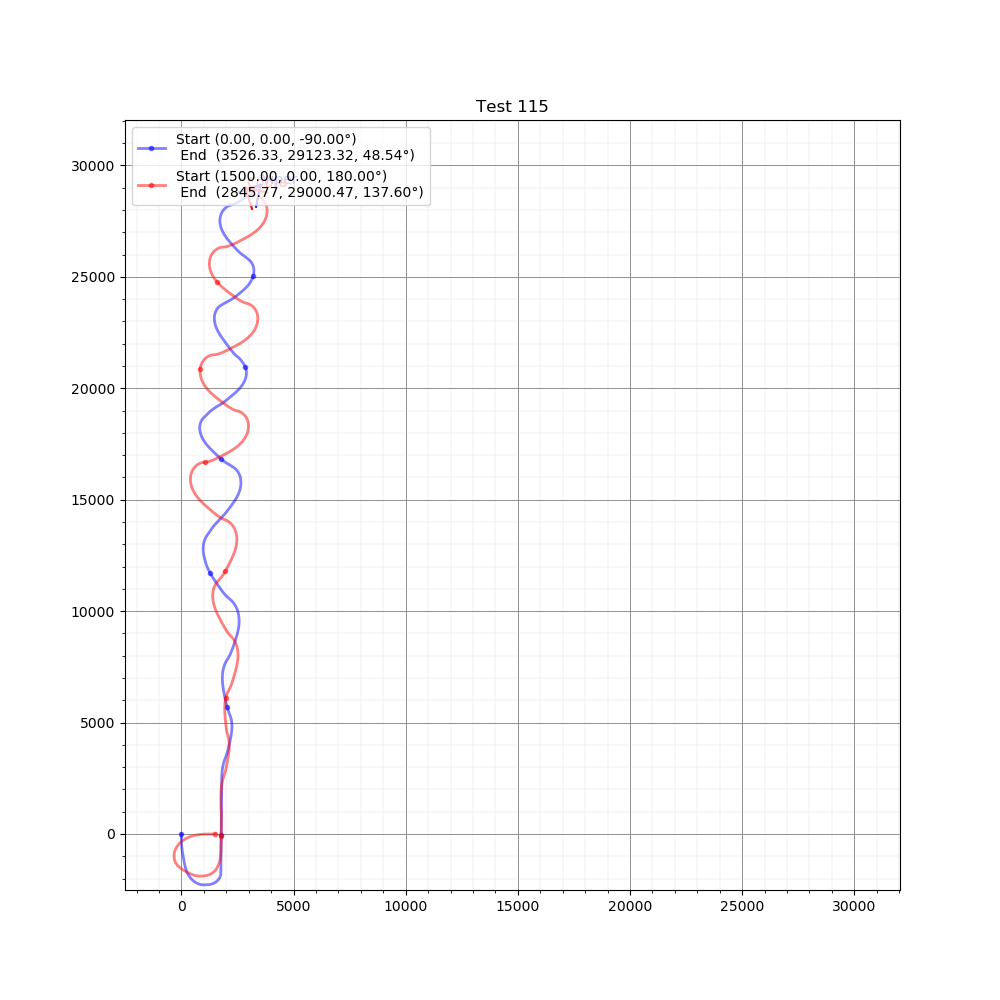 Test 115
Start (0.00, 0.00, -90.00°)
End (3526.33, 29123.32, 48.54°)
Start (1500.00, 0.00, 180.00°)
End (2845.77, 29000.47, 137.60°)
30000
25000
20000
15000
10000
5000
0
0 5000 10000 15000 20000 25000 30000